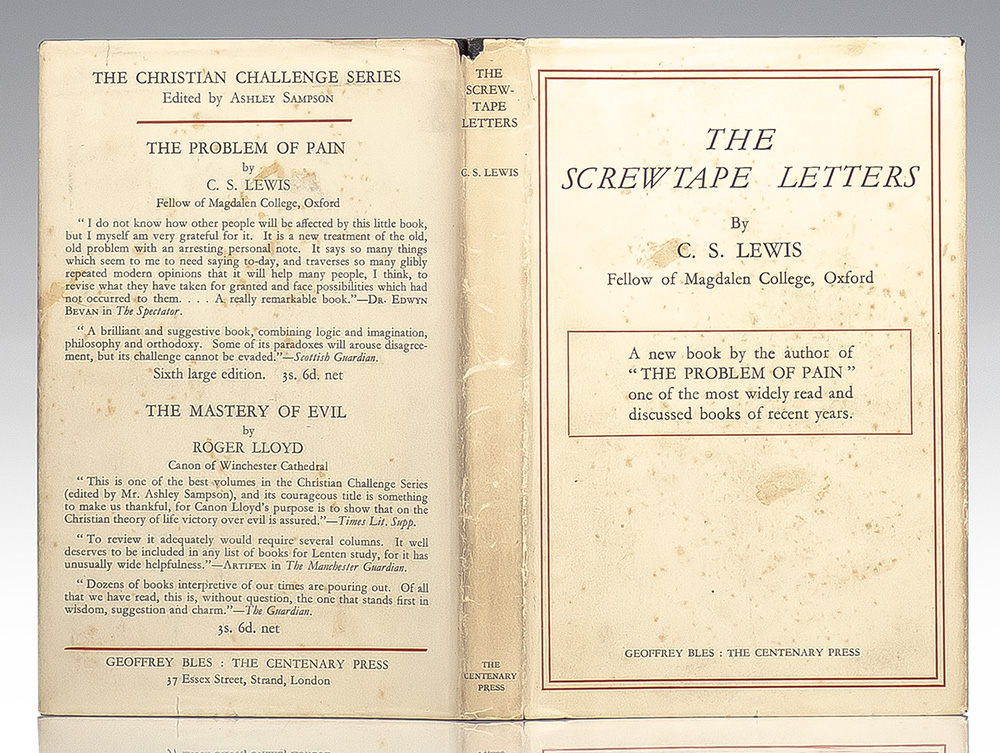 THE CHRISTIAN CHALLENGE SERIES
Edited by ASHLEY SAMPSON
THE PROBLEM OF PAIN
by
C. S. LEWIS
Fellow of Magdalen College, Oxford
“ I do not know how other people will be affected by this little book,
but I myself am very grateful for it. It is a new treatment of the old,
old problem with an arresting personal note. It says so many things
which seem to me to need saying to-day, and traverses so many glibly
repeated modern opinions that it will help many people, I think, to
revise what they have taken for granted and face possibilities which had
not occurred to them. . . . A really remarkable book.”—DR. EDWYN
BEVAN in The Spectator.
“ A brilliant and suggestive book, combining logic and imagination,
philosophy and orthodoxy. Some of its paradoxes will arouse disagree-
ment, but its challenge cannot be evaded.”—Scottish Guardian.
Sixth large edition. 3s. 6d. net
THE MASTERY OF EVIL
by
ROGER LLOYD
Canon of Winchester Cathedral
“ This is one of the best volumes in the Christian Challenge Series
(edited by Mr. Ashley Sampson), and its courageous title is something
to make us thankful, for Canon Lloyd’s purpose is to show that on the
Christian theory of life victory over evil is assured.”—Times Lit. Supp.
“ To review it adequately would require several columns. It well
deserves to be included in any list of books for Lenten study, for it has
unusually wide helpfulness.”—ARTIFEX in The Manchester Guardian.
“ Dozens of books interpretive of our times are pouring out. Of all
that we have read, this is, without question, the one that stands first in
wisdom, suggestion and charm.”—The Guardian.
3s. 6d. net
GEOFFREY BLES : THE CENTENARY PRESS
37 Essex Street, Strand, London
THE
SCREW-
TAPE
LETTERS
C. S. LEWIS
THE
CENTENARY
PRESS
THE
SCREWTAPE LETTERS
By
C. S. LEWIS
Fellow of Magdalen College, Oxford
A new book by the author of
“ THE PROBLEM OF PAIN ”
one of the most widely read and
discussed books of recent years.
GEOFFREY BLES : THE CENTENARY PRESS